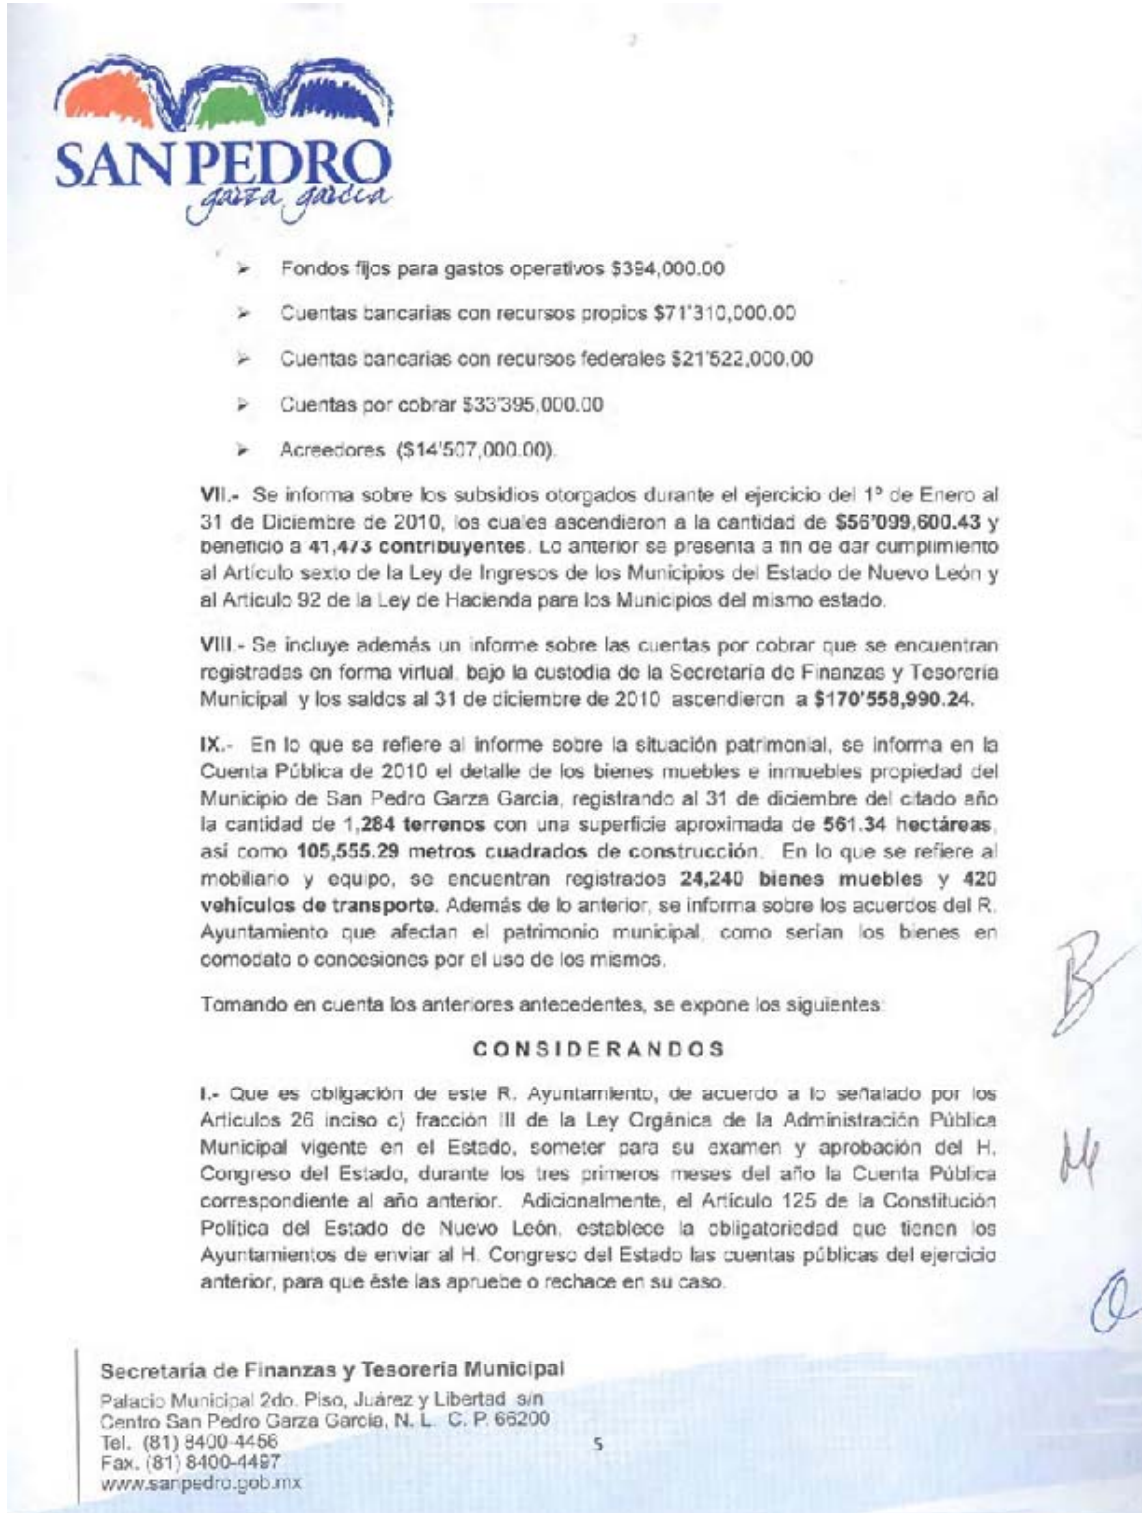 SAN PEDRO
garza garcía
➢ Fondos fijos para gastos operativos $394,000.00
➢ Cuentas bancarias con recursos propios $71'310,000.00
➢ Cuentas bancarias con recursos federales $21'522,000.00
➢ Cuentas por cobrar $33'395,000.00
➢ Acreedores ($14'507,000.00).
VII.- Se informa sobre los subsidios otorgados durante el ejercicio del 1º de Enero al
31 de Diciembre de 2010, los cuales ascendieron a la cantidad de $56'099,600.43 y
benefició a 41,473 contribuyentes. Lo anterior se presenta a fin de dar cumplimiento
al Artículo sexto de la Ley de Ingresos de los Municipios del Estado de Nuevo León y
al Artículo 92 de la Ley de Hacienda para los Municipios del mismo estado.
VIII.- Se incluye además un informe sobre las cuentas por cobrar que se encuentran
registradas en forma virtual, bajo la custodia de la Secretaría de Finanzas y Tesorería
Municipal y los saldos al 31 de diciembre de 2010 ascendieron a $170'558,990.24.
IX.- En lo que se refiere al informe sobre la situación patrimonial, se informa en la
Cuenta Pública de 2010 el detalle de los bienes muebles e inmuebles propiedad del
Municipio de San Pedro Garza García, registrando al 31 de diciembre del citado año
la cantidad de 1,284 terrenos con una superficie aproximada de 561.34 hectáreas,
así como 105,555.29 metros cuadrados de construcción. En lo que se refiere al
mobiliario y equipo, se encuentran registrados 24,240 bienes muebles y 420
vehículos de transporte. Además de lo anterior, se informa sobre los acuerdos del R.
Ayuntamiento que afectan el patrimonio municipal, como serían los bienes en
comodato o concesiones por el uso de los mismos.
Tomando en cuenta los anteriores antecedentes, se expone los siguientes:
CONSIDERANDOS
I.- Que es obligación de este R. Ayuntamiento, de acuerdo a lo señalado por los
Artículos 26 inciso c) fracción III de la Ley Orgánica de la Administración Pública
Municipal vigente en el Estado, someter para su examen y aprobación del H.
Congreso del Estado, durante los tres primeros meses del año la Cuenta Pública
correspondiente al año anterior. Adicionalmente, el Artículo 125 de la Constitución
Política del Estado de Nuevo León, establece la obligatoriedad que tienen los
Ayuntamientos de enviar al H. Congreso del Estado las cuentas públicas del ejercicio
anterior, para que éste las apruebe o rechace en su caso.
Secretaría de Finanzas y Tesorería Municipal
Palacio Municipal 2do. Piso, Juárez y Libertad s/n
Centro San Pedro Garza García, N. L. C. P. 66200
Tel. (81) 8400-4456
Fax. (81) 8400-4497
www.sanpedro.gob.mx
5